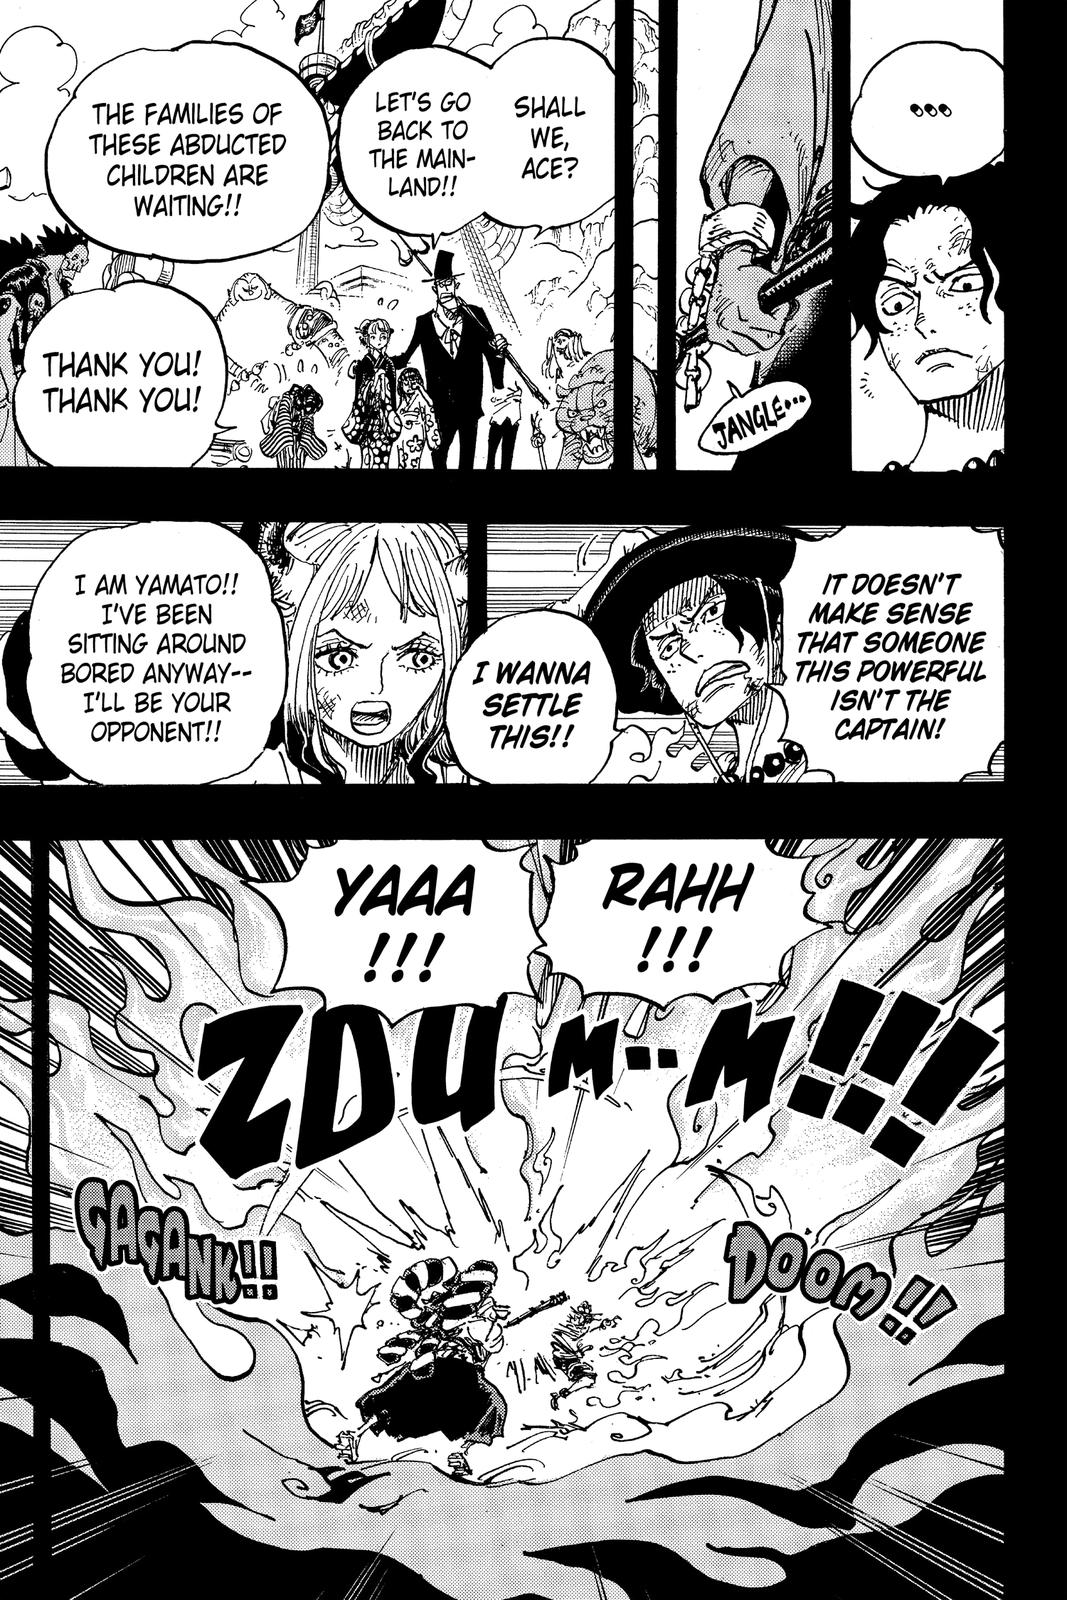 •••
JANGLE•••
SHALL
WE,
ACE?
LET'S GO
BACK TO
THE MAIN-
LAND!!
THE FAMILIES OF
THESE ABDUCTED
CHILDREN ARE
WAITING!!
THANK YOU!
THANK YOU!
IT DOESN'T
MAKE SENSE
THAT SOMEONE
THIS POWERFUL
ISN'T THE
CAPTAIN!
I WANNA
SETTLE
THIS!!
I AM YAMATO!!
I'VE BEEN
SITTING AROUND
BORED ANYWAY--
I'LL BE YOUR
OPPONENT!!
RAHH
!!!
YAAA
!!!
ZDUM··M!!!
DOOM!!
GAGANK!!